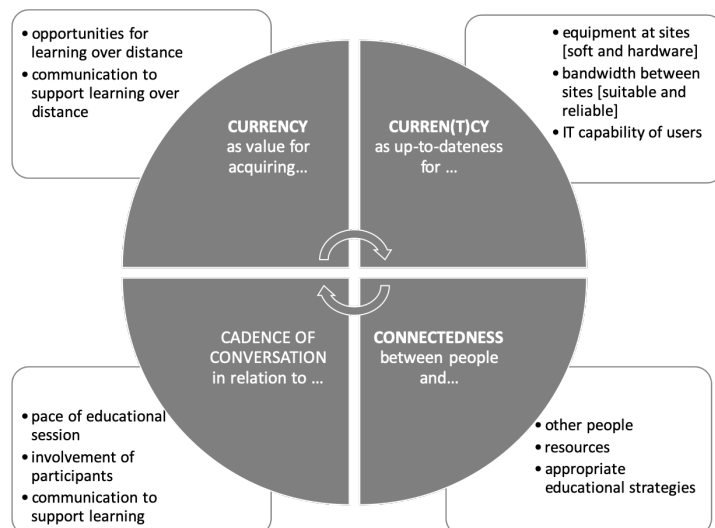 • opportunities for
learning over distance
• communication to
support learning over
distance
• equipment at sites
[soft and hardware]
• bandwidth between
sites [suitable and
reliable]
• IT capability of users
CURRENCY
as value for
acquiring...
CURREN(T)CY
as up-to-dateness
for ...
CADENCE OF
CONVERSATION
in relation to ...
CONNECTEDNESS
between people
and...
• pace of educational
session
• involvement of
participants
• communication to
support learning
• other people
• resources
• appropriate
educational strategies